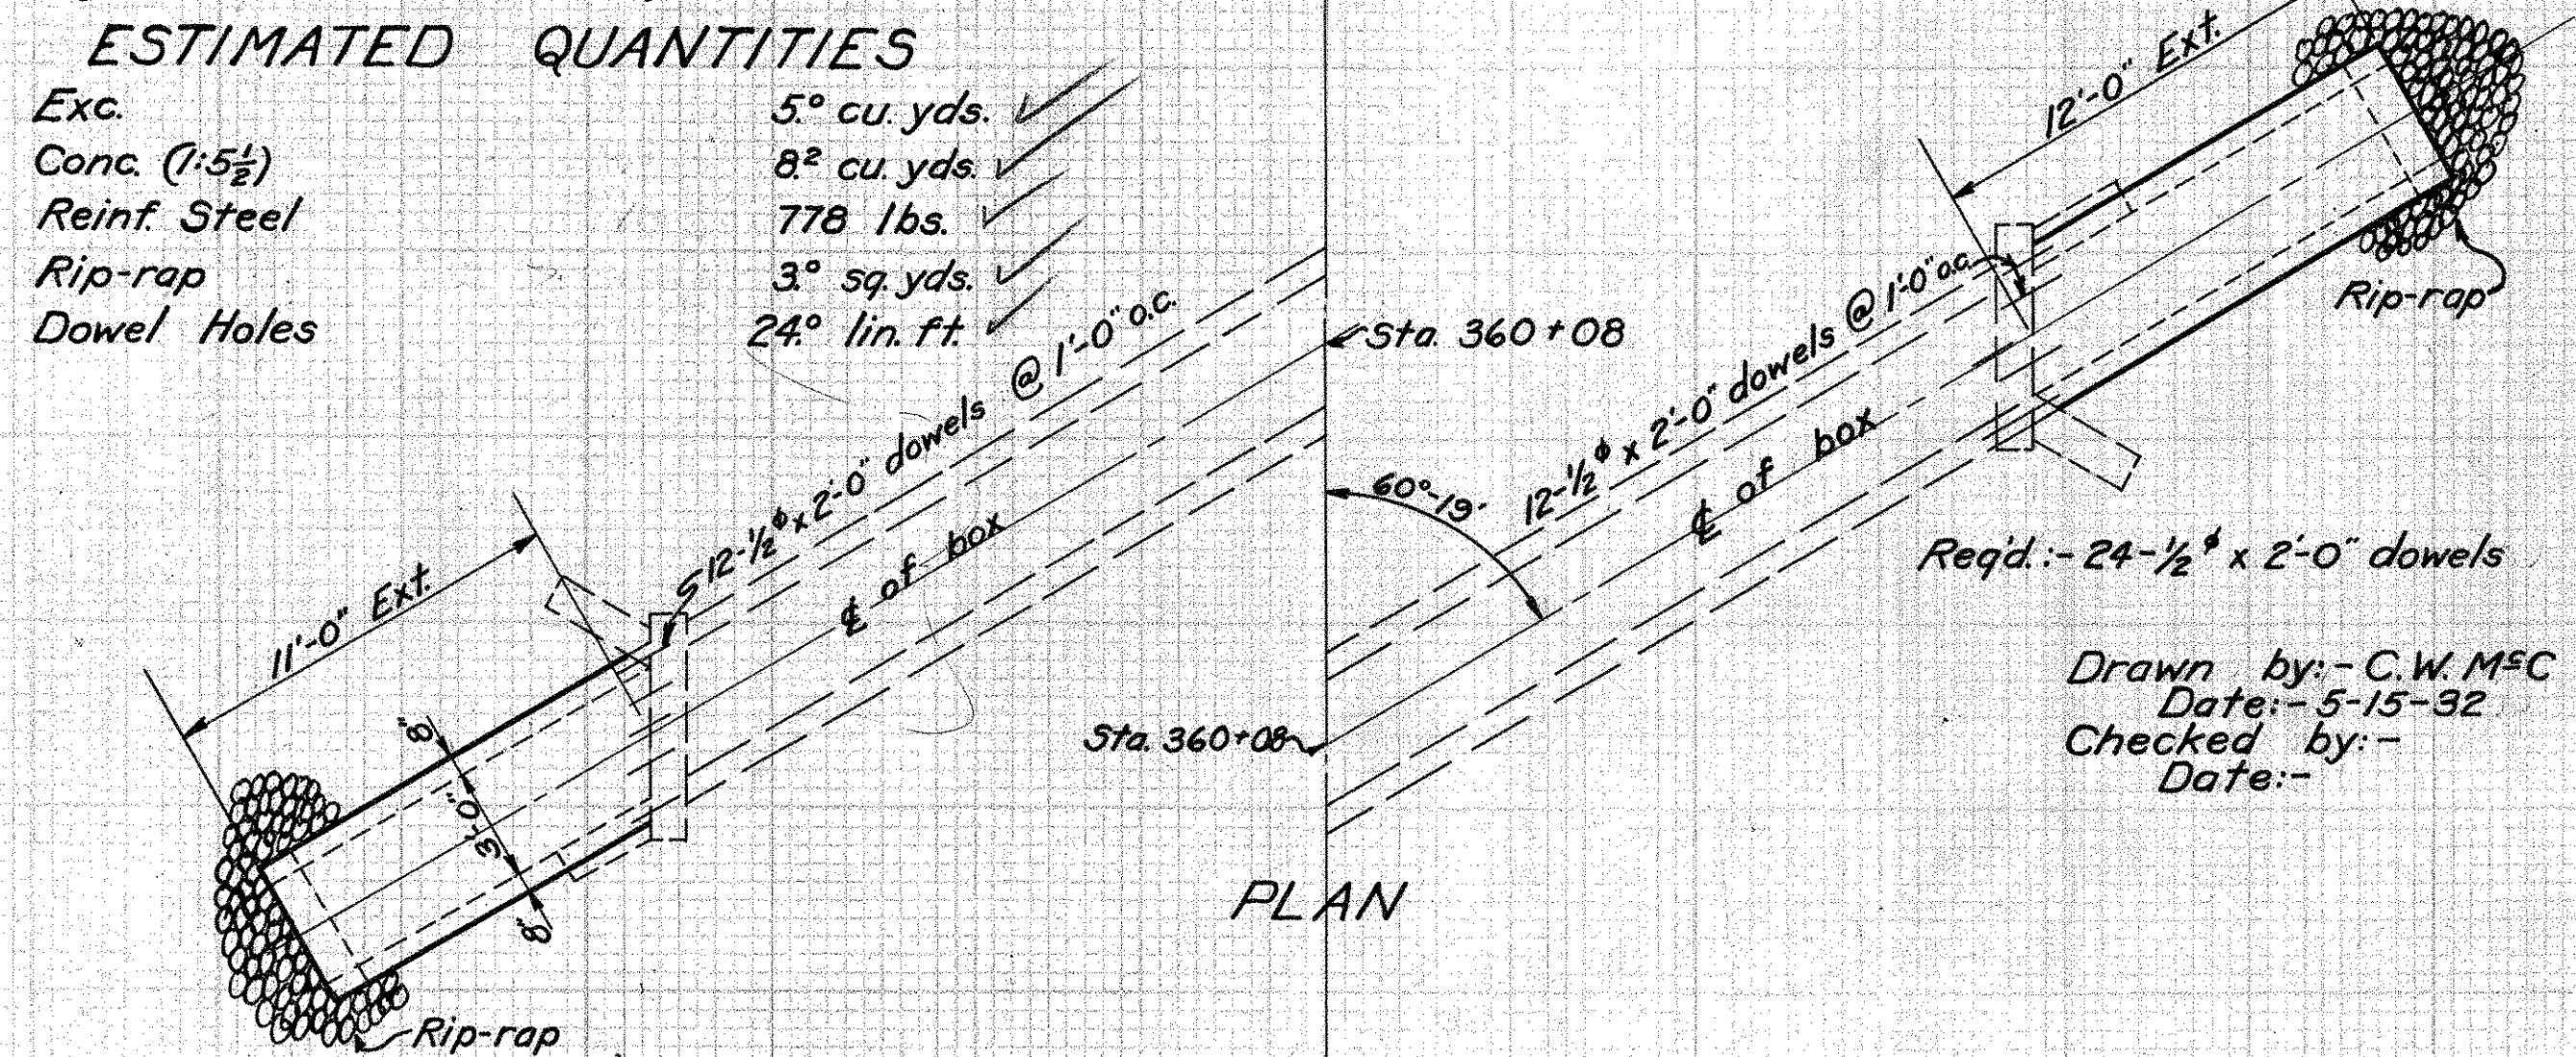 ESTIMATED QUANTITIES
Exc. 5.⁰ cu. yds.
Conc. (1:5½) 8.² cu. yds.
Reinf. Steel 778 lbs.
Rip-rap 3.⁰ sq. yds.
Dowel Holes 24.⁰ lin. ft.
12'-0" Ext.
Rip-rap
Sta. 360+08
12-½ϕ x 2'-0" dowels @ 1'-0" o.c.
12-½ϕ x 2'-0" dowels @ 1'-0" o.c.
60°-19'
℄ of box
℄ of box
Req'd.:- 24-½ϕ x 2'-0" dowels
11'-0" Ext.
8"
3'-0"
8"
Sta. 360+08
Drawn by:- C.W. McC
Date:- 5-15-32
Checked by:-
Date:-
PLAN
Rip-rap